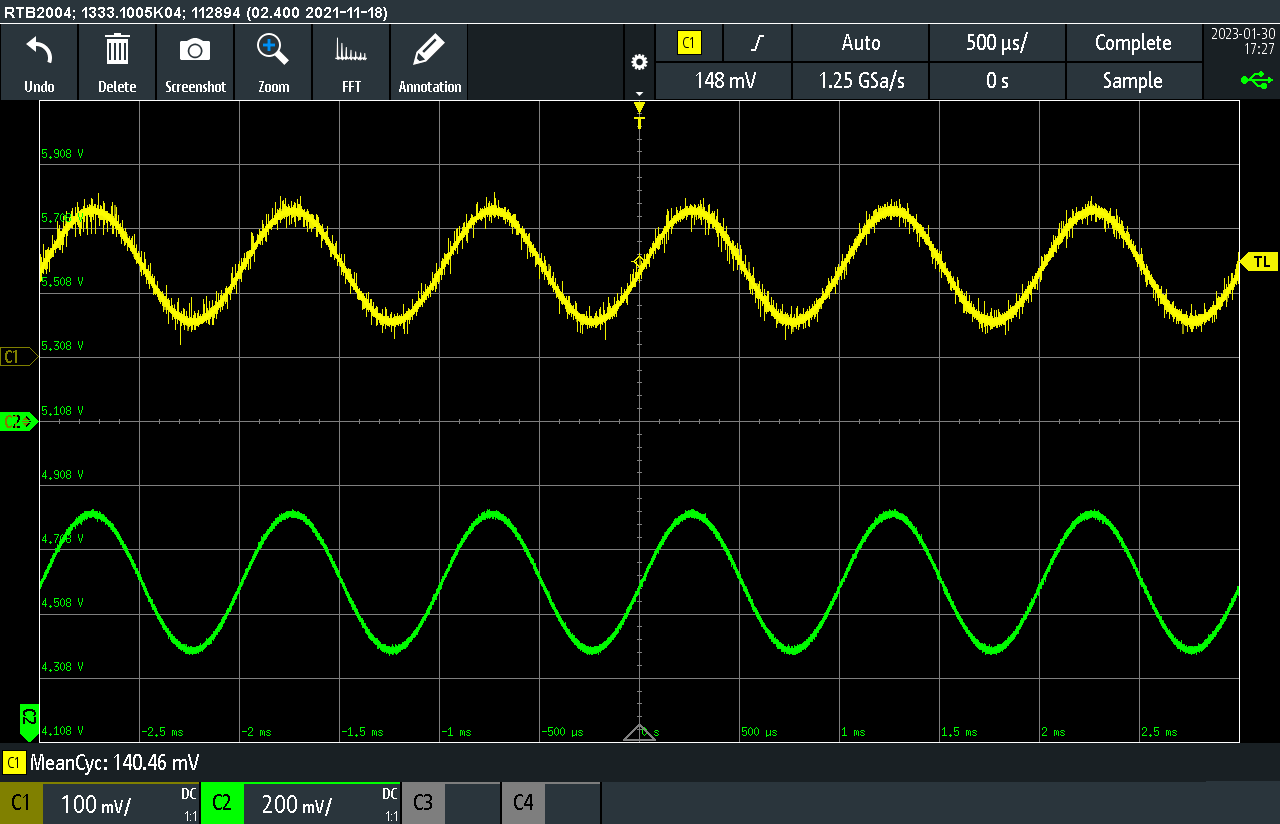 RTB2004; 1333.1005K04; 112894 (02.400 2021-11-18)
Undo
Delete
Screenshot
Zoom
FFT
Annotation
C1
Auto
500 µs/
Complete
148 mV
1.25 GSa/s
0 s
Sample
2023-01-30
17:27
T
5.908 V
5.708 V
5.508 V
TL
5.308 V
C1
5.108 V
C2
4.908 V
4.708 V
4.508 V
4.308 V
C2
4.108 V
-2.5 ms
-2 ms
-1.5 ms
-1 ms
-500 µs
0 s
500 µs
1 ms
1.5 ms
2 ms
2.5 ms
C1 MeanCyc: 140.46 mV
C1 100 mV/ DC 1:1
C2 200 mV/ DC 1:1
C3
C4